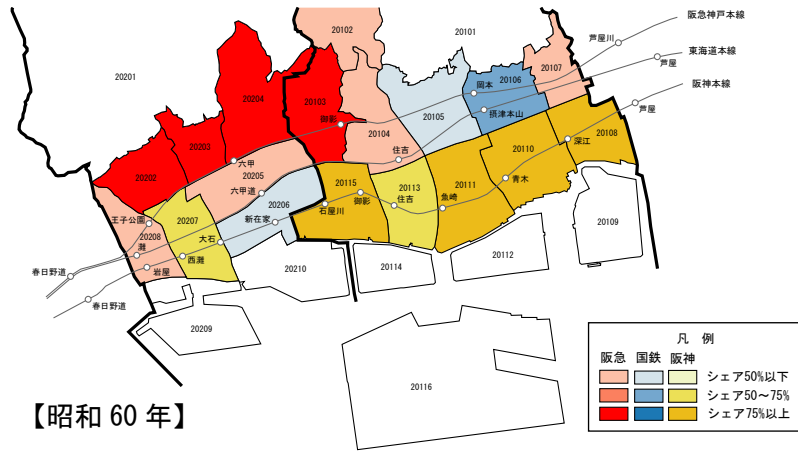 阪急神戸本線
20102
20101
芦屋川
東海道本線
20201
20107
芦屋
20106
岡本
阪神本線
20204
20103
摂津本山
芦屋
御影
20105
20104
20108
20203
深江
20110
住吉
六甲
20202
20205
20115
青木
六甲道
20113
20111
御影
20206
住吉
魚崎
石屋川
王子公園
20207
新在家
20109
20208
大石
灘
西灘
20112
岩屋
20210
20114
春日野道
春日野道
20209
凡 例
阪急 国鉄 阪神
シェア50%以下
シェア50~75%
シェア75%以上
20116
【昭和 60 年】